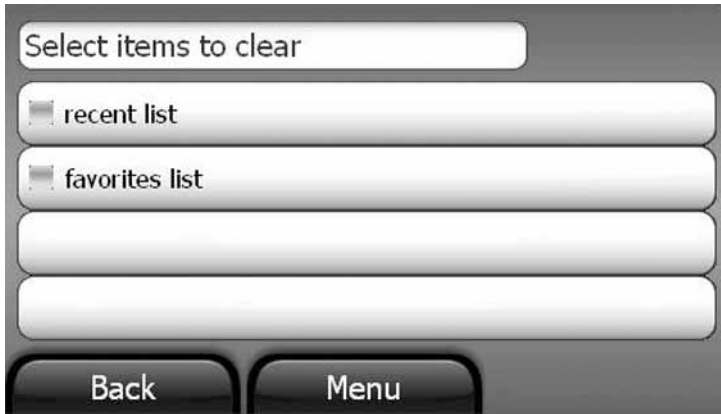 Select items to clear
recent list
favorites list
Back
Menu